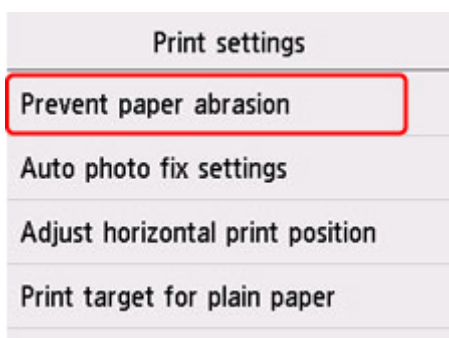 Print settings
Prevent paper abrasion
Auto photo fix settings
Adjust horizontal print position
Print target for plain paper